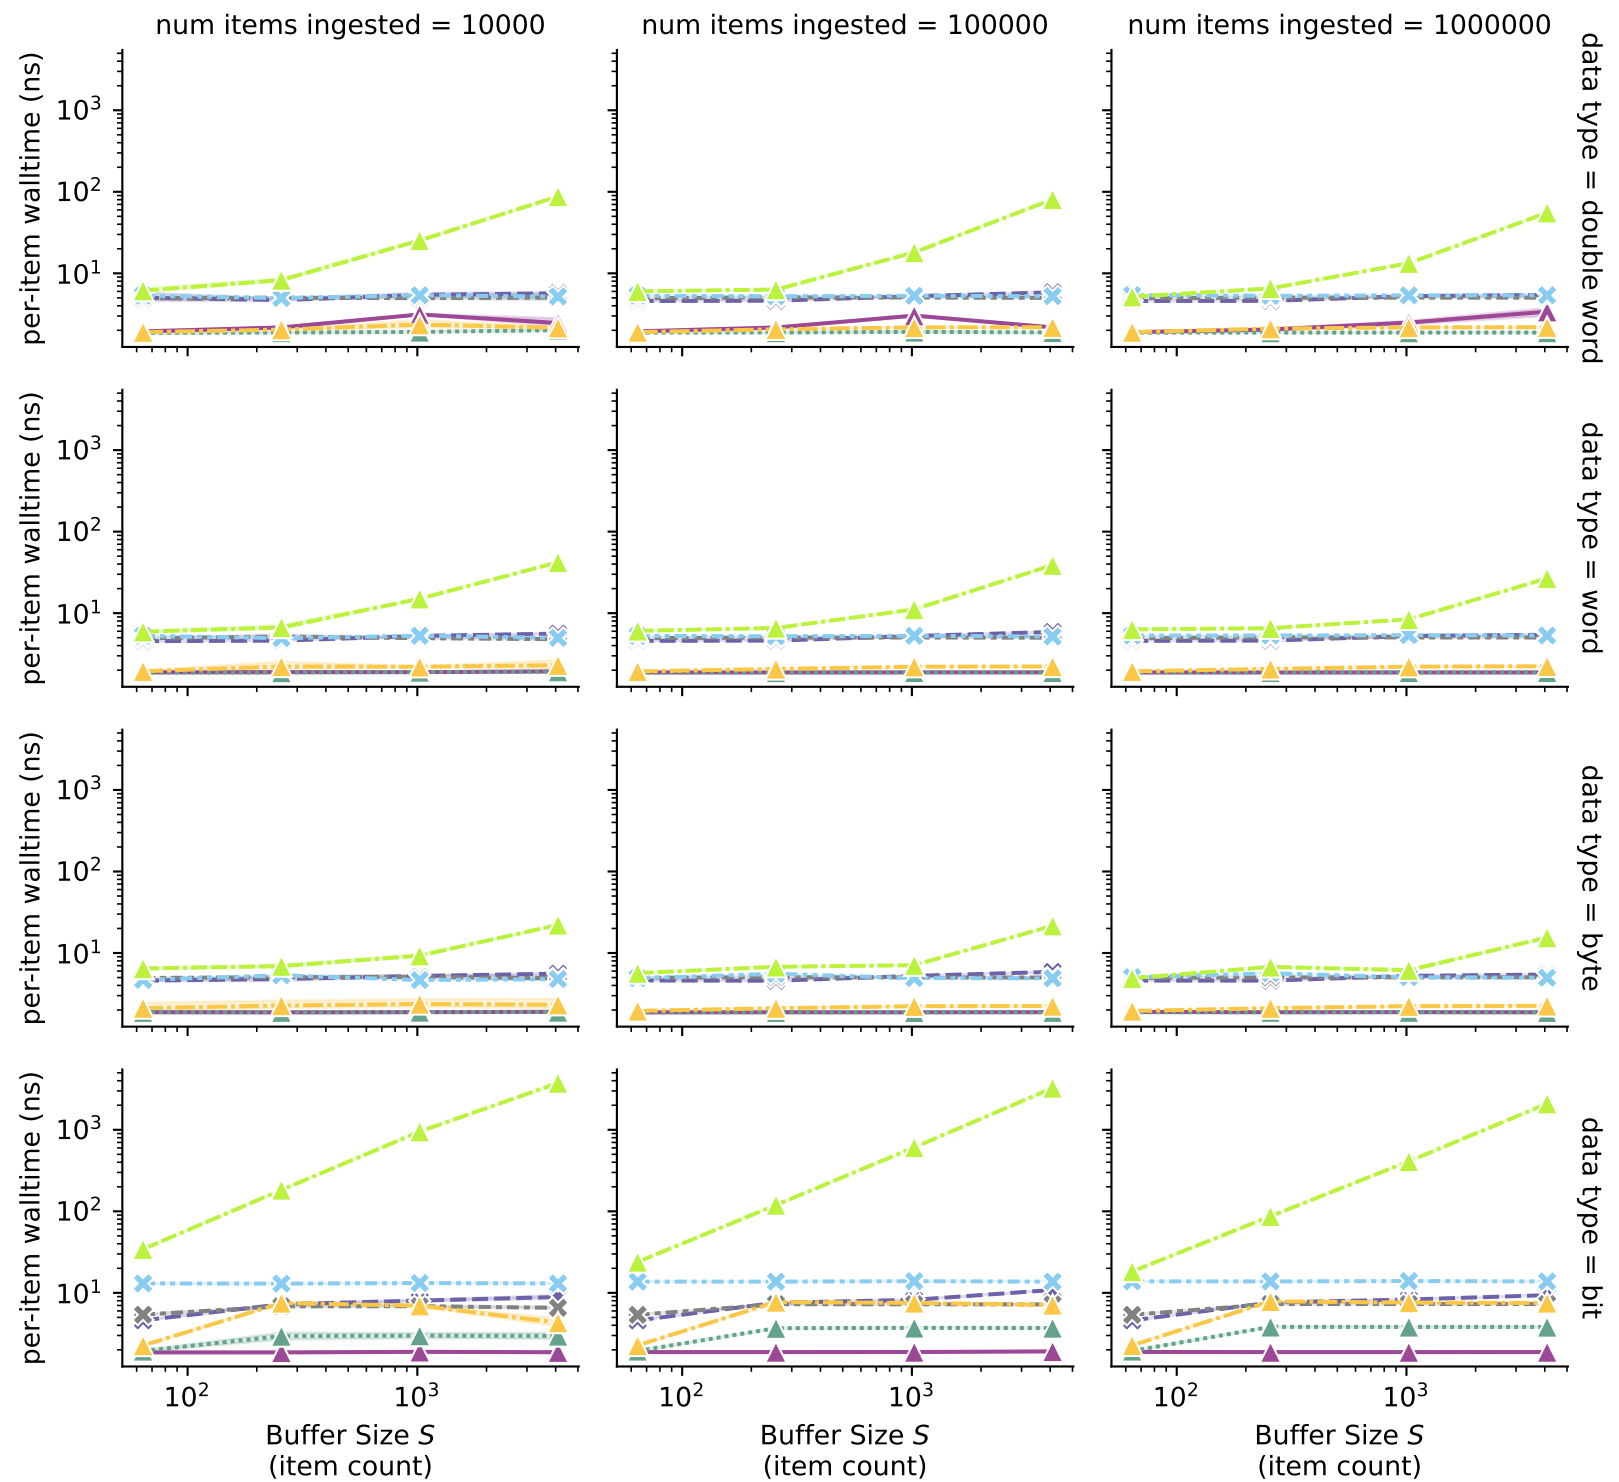 num items ingested = 10000
num items ingested = 100000
num items ingested = 1000000
per-item walltime (ns)
10³
10²
10¹
data type = double word
per-item walltime (ns)
10³
10²
10¹
data type = word
per-item walltime (ns)
10³
10²
10¹
data type = byte
per-item walltime (ns)
10³
10²
10¹
data type = bit
10² 10³
10² 10³
10² 10³
Buffer Size S
(item count)
Buffer Size S
(item count)
Buffer Size S
(item count)